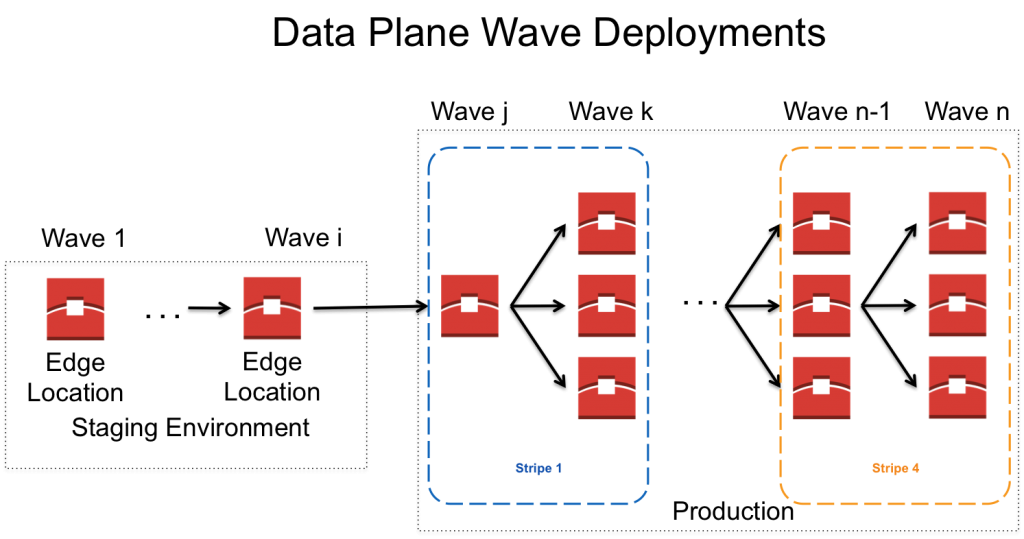 Data Plane Wave Deployments
Wave j
Wave k
Wave n-1
Wave n
Wave 1
Wave i
. . .
. . .
Edge
Location
Edge
Location
Staging Environment
Stripe 1
Stripe 4
Production